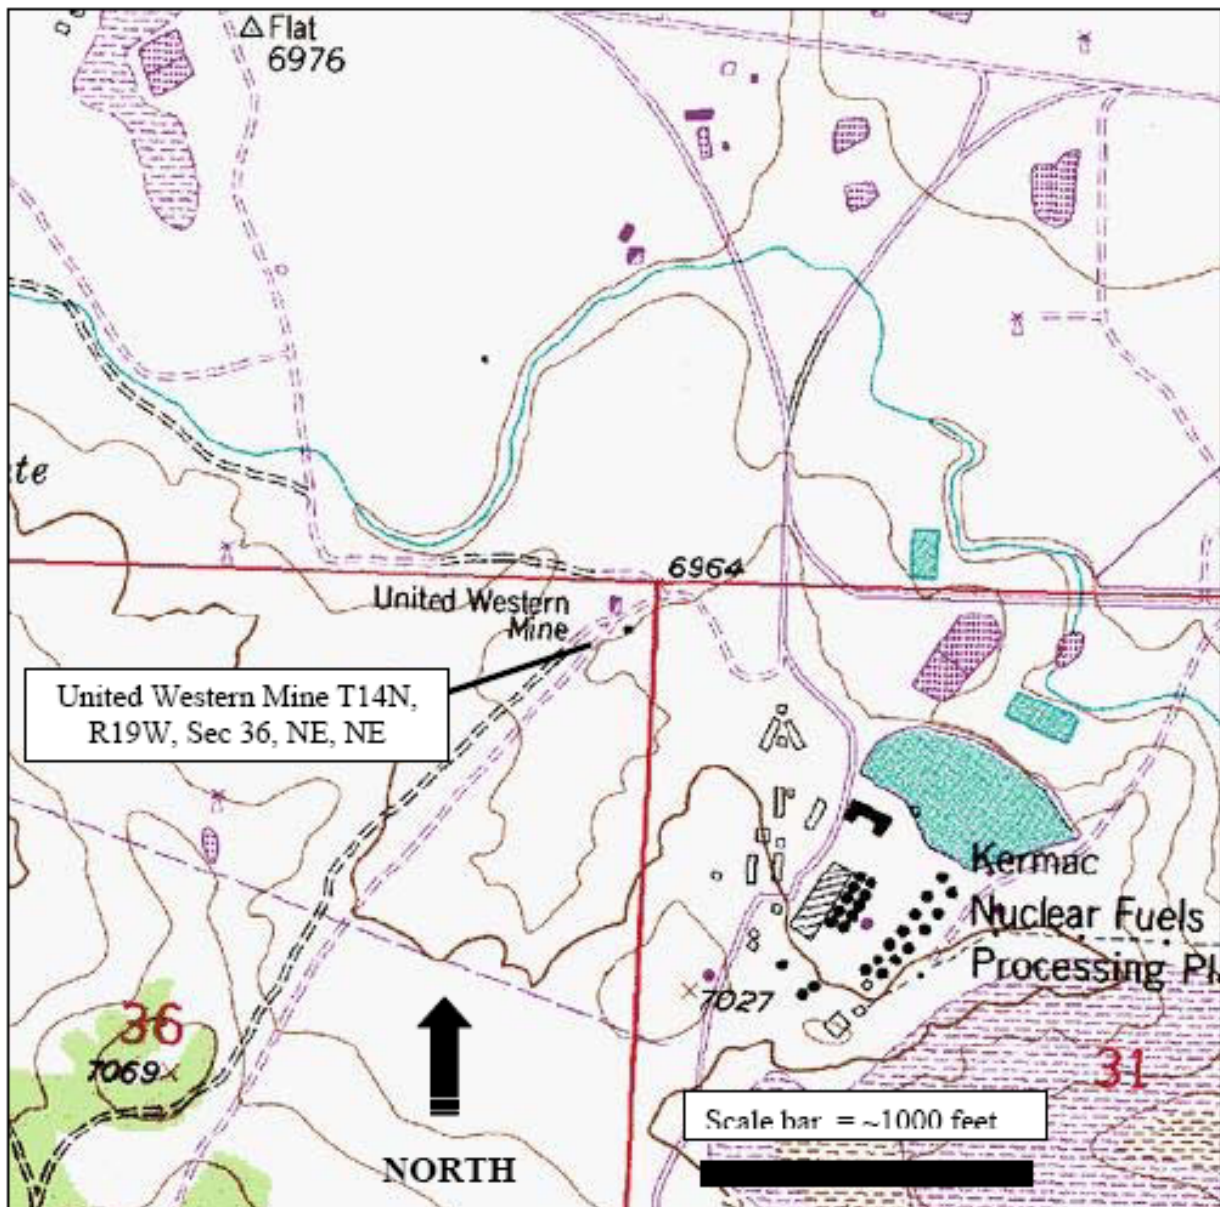 Flat
6976
te
6964
United Western
Mine
United Western Mine T14N,
R19W, Sec 36, NE, NE
Kermac
Nuclear Fuels
Processing Pl
7027
36
7069
31
Scale bar = ~1000 feet
NORTH